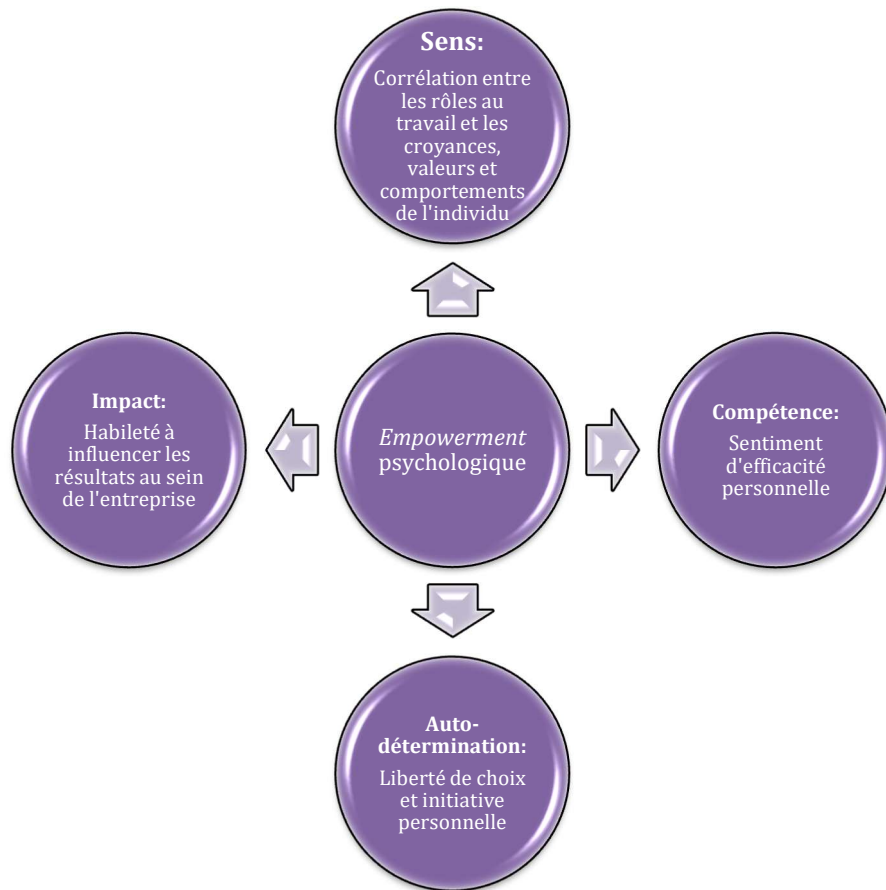 Sens:
Corrélation entre
les rôles au
travail et les
croyances,
valeurs et
comportements
de l'individu
Impact:
Habileté à
influencer les
résultats au sein
de l'entreprise
Empowerment
psychologique
Compétence:
Sentiment
d'efficacité
personnelle
Auto-
détermination:
Liberté de choix
et initiative
personnelle